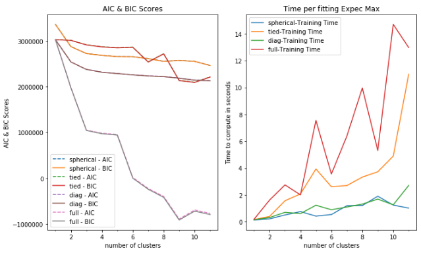 AIC & BIC Scores
AIC & BIC Scores
3000000
2000000
1000000
0
−1000000
spherical - AIC
spherical - BIC
tied - AIC
tied - BIC
diag - AIC
diag - BIC
full - AIC
full - BIC
2
4
6
8
10
number of clusters
Time per fitting Expec Max
Time to compute in seconds
14
12
10
8
6
4
2
0
spherical-Training Time
tied-Training Time
diag-Training Time
full-Training Time
2
4
6
8
10
number of clusters